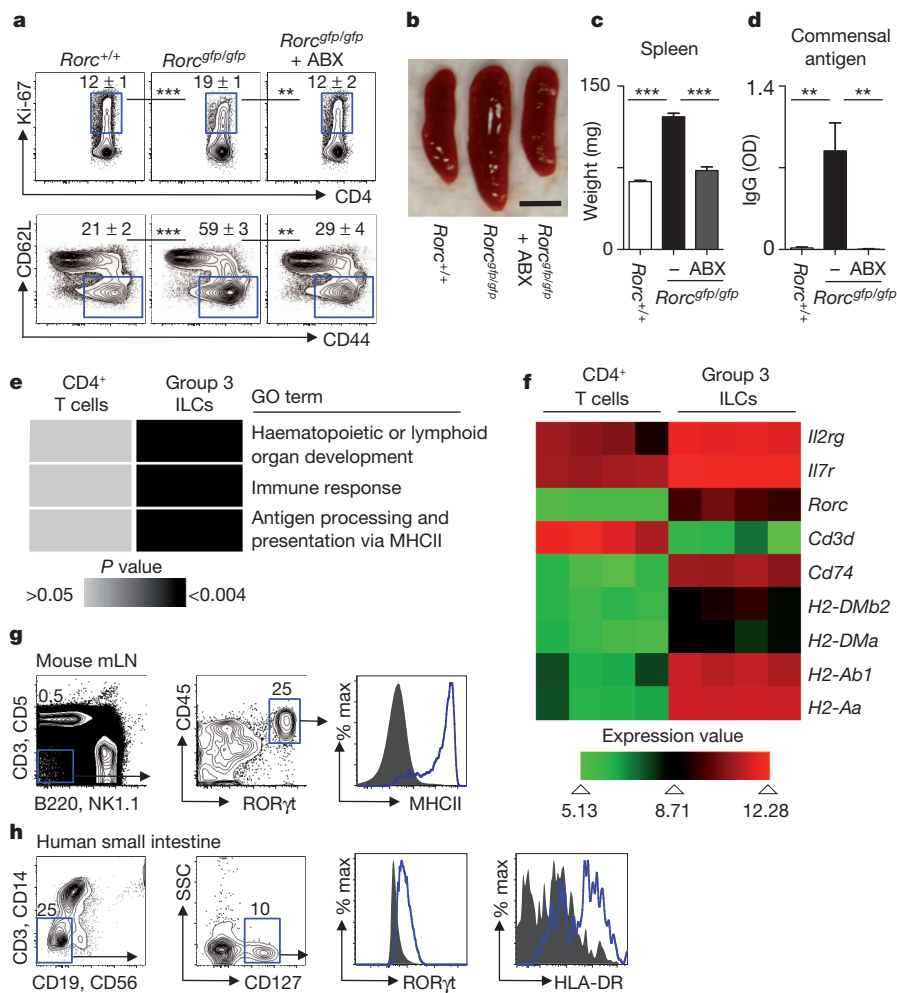 a
Rorc+/+
Rorcgfp/gfp
Rorcgfp/gfp
+ ABX
12 ± 1
***
19 ± 1
**
12 ± 2
Ki-67
CD4
21 ± 2
***
59 ± 3
**
29 ± 4
CD62L
CD44
b
Rorc+/+
Rorcgfp/gfp
Rorcgfp/gfp
+ ABX
c
Spleen
150
***
***
Weight (mg)
0
Rorc+/+
– ABX
Rorcgfp/gfp
d
Commensal
antigen
1.4
**
**
IgG (OD)
0
Rorc+/+
– ABX
Rorcgfp/gfp
e
CD4+
T cells
Group 3
ILCs
GO term
Haematopoietic or lymphoid
organ development
Immune response
Antigen processing and
presentation via MHCII
P value
>0.05
<0.004
f
CD4+
T cells
Group 3
ILCs
Il2rg
Il7r
Rorc
Cd3d
Cd74
H2-DMb2
H2-DMa
H2-Ab1
H2-Aa
Expression value
5.13
8.71
12.28
g
Mouse mLN
0.5
CD3, CD5
B220, NK1.1
25
CD45
RORγt
% max
MHCII
h
Human small intestine
25
CD3, CD14
CD19, CD56
10
SSC
CD127
% max
RORγt
% max
HLA-DR